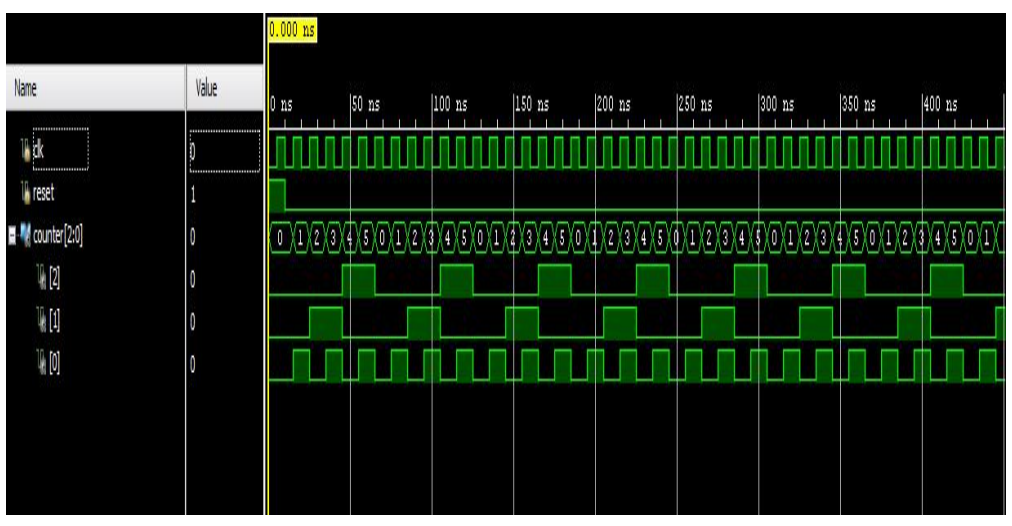 0.000 ns
Name Value
0 ns 50 ns 100 ns 150 ns 200 ns 250 ns 300 ns 350 ns 400 ns
clk 0
reset 1
counter[2:0] 0 0 1 2 3 4 5 0 1 2 3 4 5 0 1 2 3 4 5 0 1 2 3 4 5 0 1 2 3 4 5 0 1 2 3 4 5 0 1 2 3 4 5 0 1
[2] 0
[1] 0
[0] 0